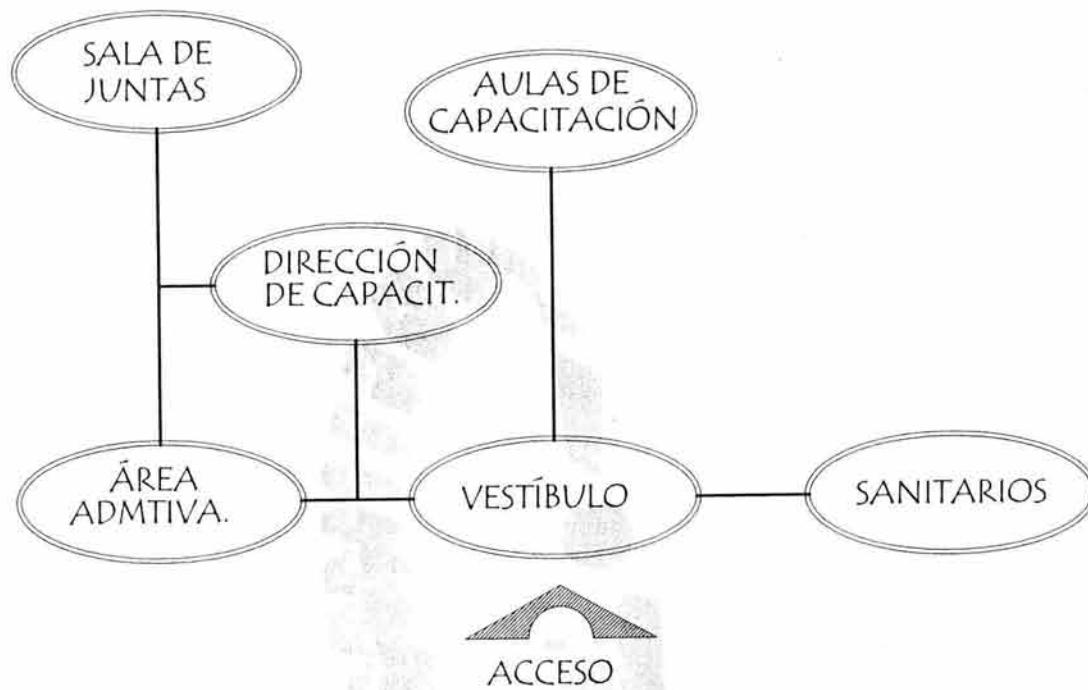 SALA DE
JUNTAS
AULAS DE
CAPACITACIÓN
DIRECCIÓN
DE CAPACIT.
ÁREA
ADMTIVA.
VESTÍBULO
SANITARIOS
ACCESO